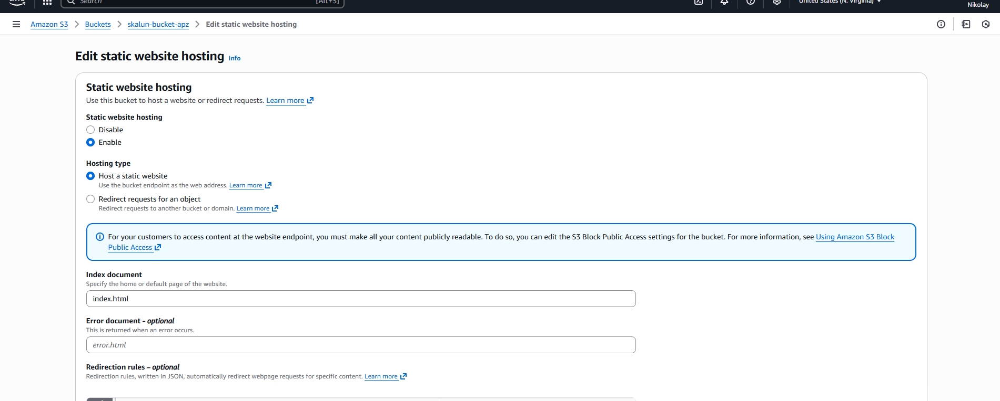 Search
[Alt+S]
United States (N. Virginia)
Nikolay
Amazon S3
Buckets
skalun-bucket-apz
Edit static website hosting
Edit static website hosting Info
Static website hosting
Use this bucket to host a website or redirect requests. Learn more
Static website hosting
Disable
Enable
Hosting type
Host a static website
Use the bucket endpoint as the web address. Learn more
Redirect requests for an object
Redirect requests to another bucket or domain. Learn more
For your customers to access content at the website endpoint, you must make all your content publicly readable. To do so, you can edit the S3 Block Public Access settings for the bucket. For more information, see Using Amazon S3 Block
Public Access
Index document
Specify the home or default page of the website.
index.html
Error document - optional
This is returned when an error occurs.
error.html
Redirection rules – optional
Redirection rules, written in JSON, automatically redirect webpage requests for specific content. Learn more